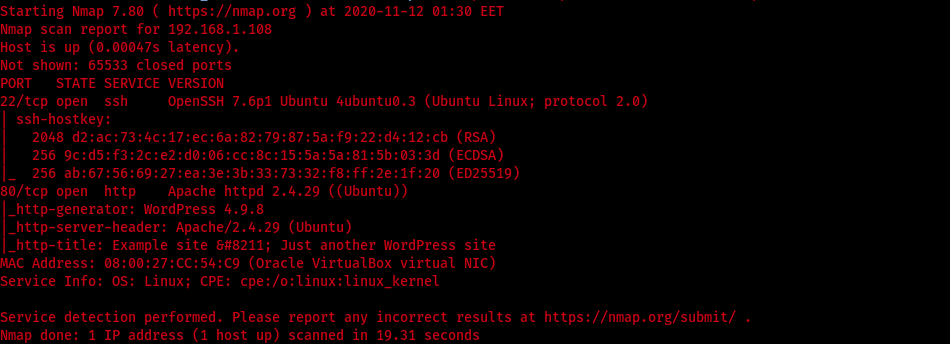 Starting Nmap 7.80 ( https://nmap.org ) at 2020-11-12 01:30 EET
Nmap scan report for 192.168.1.108
Host is up (0.00047s latency).
Not shown: 65533 closed ports
PORT   STATE SERVICE VERSION
22/tcp open  ssh     OpenSSH 7.6p1 Ubuntu 4ubuntu0.3 (Ubuntu Linux; protocol 2.0)
| ssh-hostkey:
|   2048 d2:ac:73:4c:17:ec:6a:82:79:87:5a:f9:22:d4:12:cb (RSA)
|   256 9c:d5:f3:2c:e2:d0:06:cc:8c:15:5a:5a:81:5b:03:3d (ECDSA)
|_  256 ab:67:56:69:27:ea:3e:3b:33:73:32:f8:ff:2e:1f:20 (ED25519)
80/tcp open  http    Apache httpd 2.4.29 ((Ubuntu))
|_http-generator: WordPress 4.9.8
|_http-server-header: Apache/2.4.29 (Ubuntu)
|_http-title: Example site &#8211; Just another WordPress site
MAC Address: 08:00:27:CC:54:C9 (Oracle VirtualBox virtual NIC)
Service Info: OS: Linux; CPE: cpe:/o:linux:linux_kernel
Service detection performed. Please report any incorrect results at https://nmap.org/submit/ .
Nmap done: 1 IP address (1 host up) scanned in 19.31 seconds